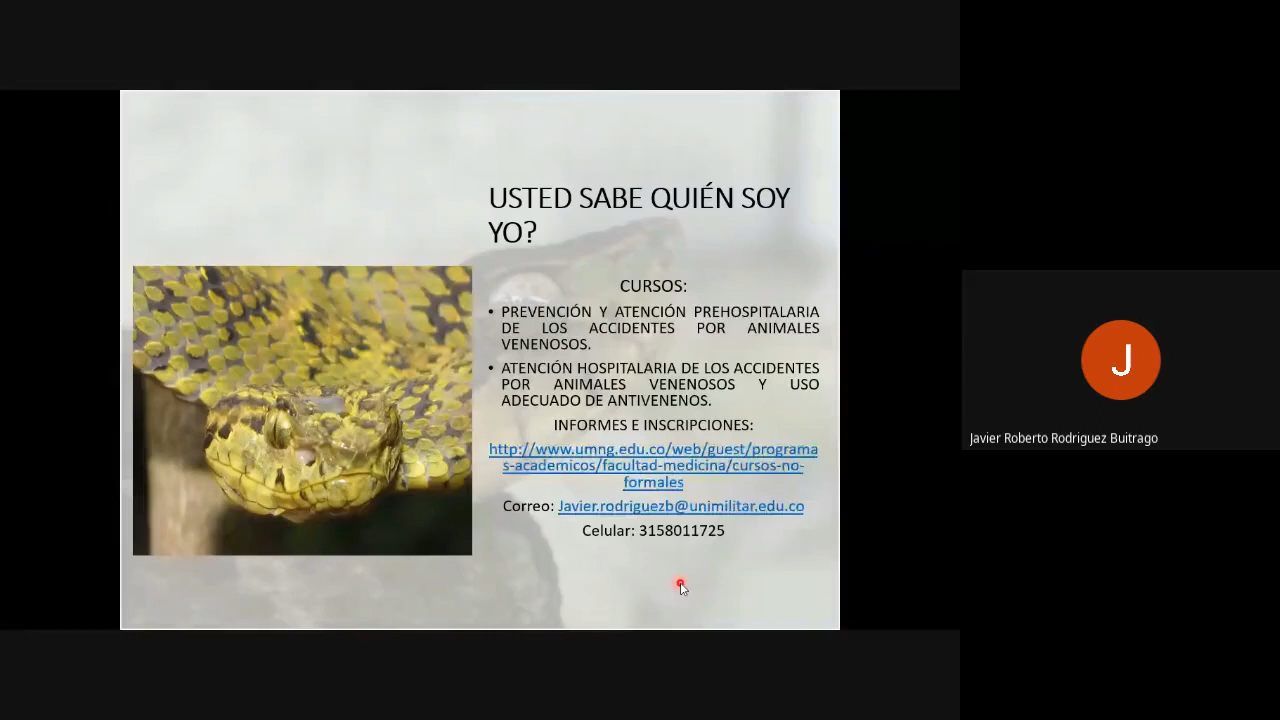 USTED SABE QUIÉN SOY
YO?
CURSOS:
• PREVENCIÓN Y ATENCIÓN PREHOSPITALARIA
DE LOS ACCIDENTES POR ANIMALES
VENENOSOS.
• ATENCIÓN HOSPITALARIA DE LOS ACCIDENTES
POR ANIMALES VENENOSOS Y USO
ADECUADO DE ANTIVENENOS.
INFORMES E INSCRIPCIONES:
http://www.umng.edu.co/web/guest/programa
s-academicos/facultad-medicina/cursos-no-
formales
Correo: Javier.rodriguezb@unimilitar.edu.co
Celular: 3158011725
J
Javier Roberto Rodriguez Buitrago